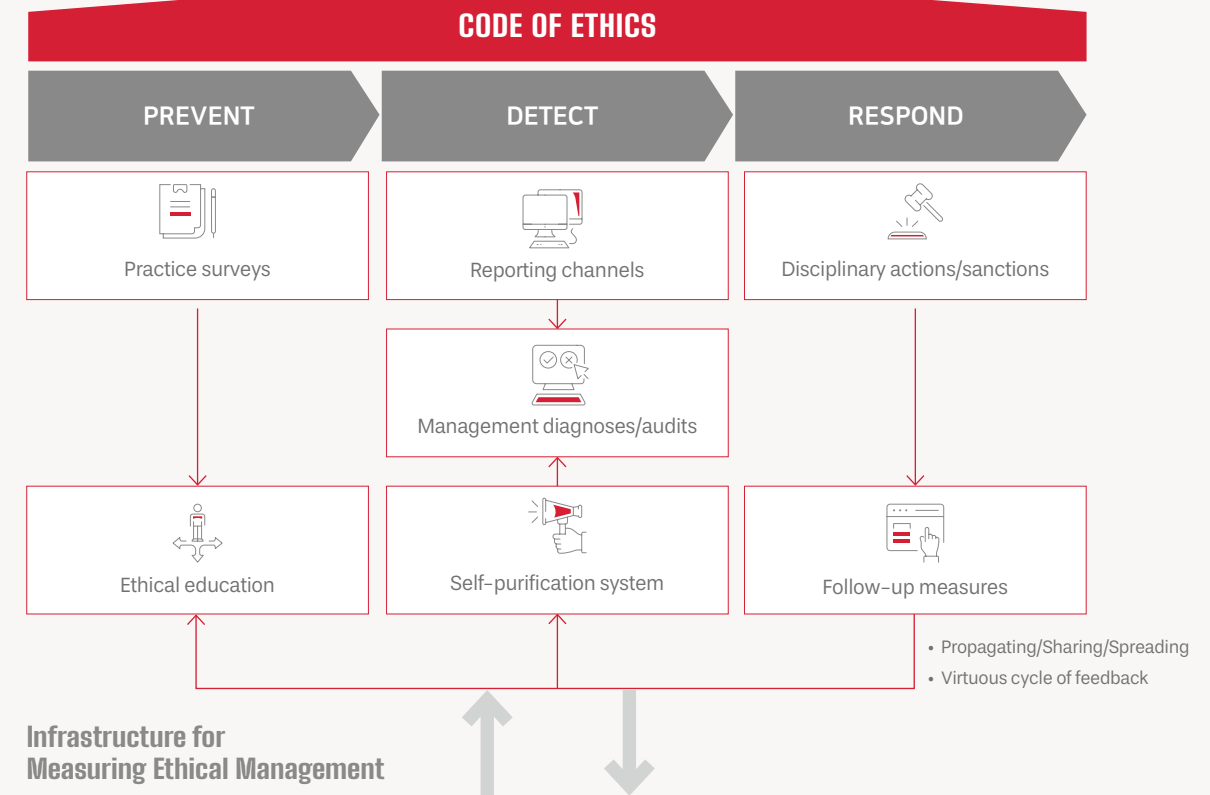 CODE OF ETHICS
PREVENT
DETECT
RESPOND
Practice surveys
Reporting channels
Disciplinary actions/sanctions
Management diagnoses/audits
Ethical education
Self-purification system
Follow-up measures
• Propagating/Sharing/Spreading
• Virtuous cycle of feedback
Infrastructure for
Measuring Ethical Management